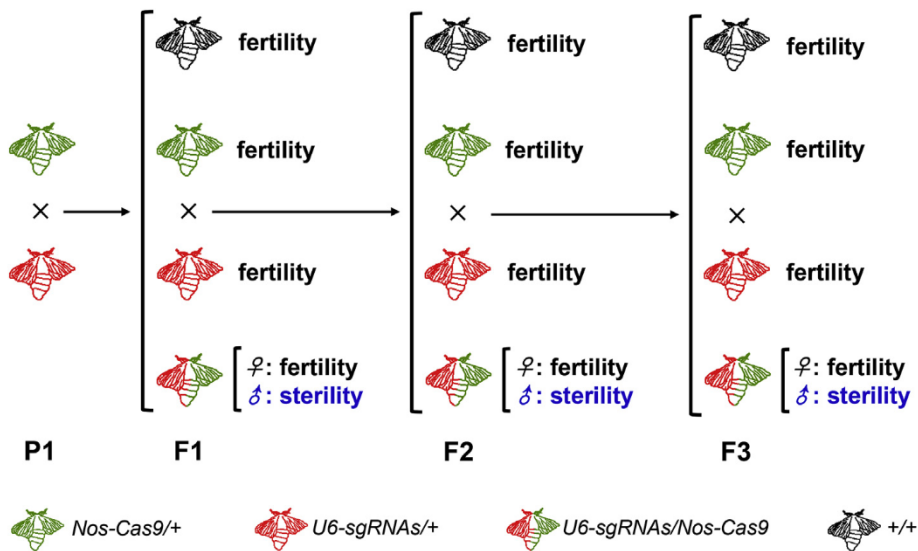 fertility fertility fertility
fertility fertility fertility
× × × ×
fertility fertility fertility
♀: fertility ♀: fertility ♀: fertility
♂: sterility ♂: sterility ♂: sterility
P1 F1 F2 F3
Nos-Cas9/+ U6-sgRNAs/+ U6-sgRNAs/Nos-Cas9 +/+